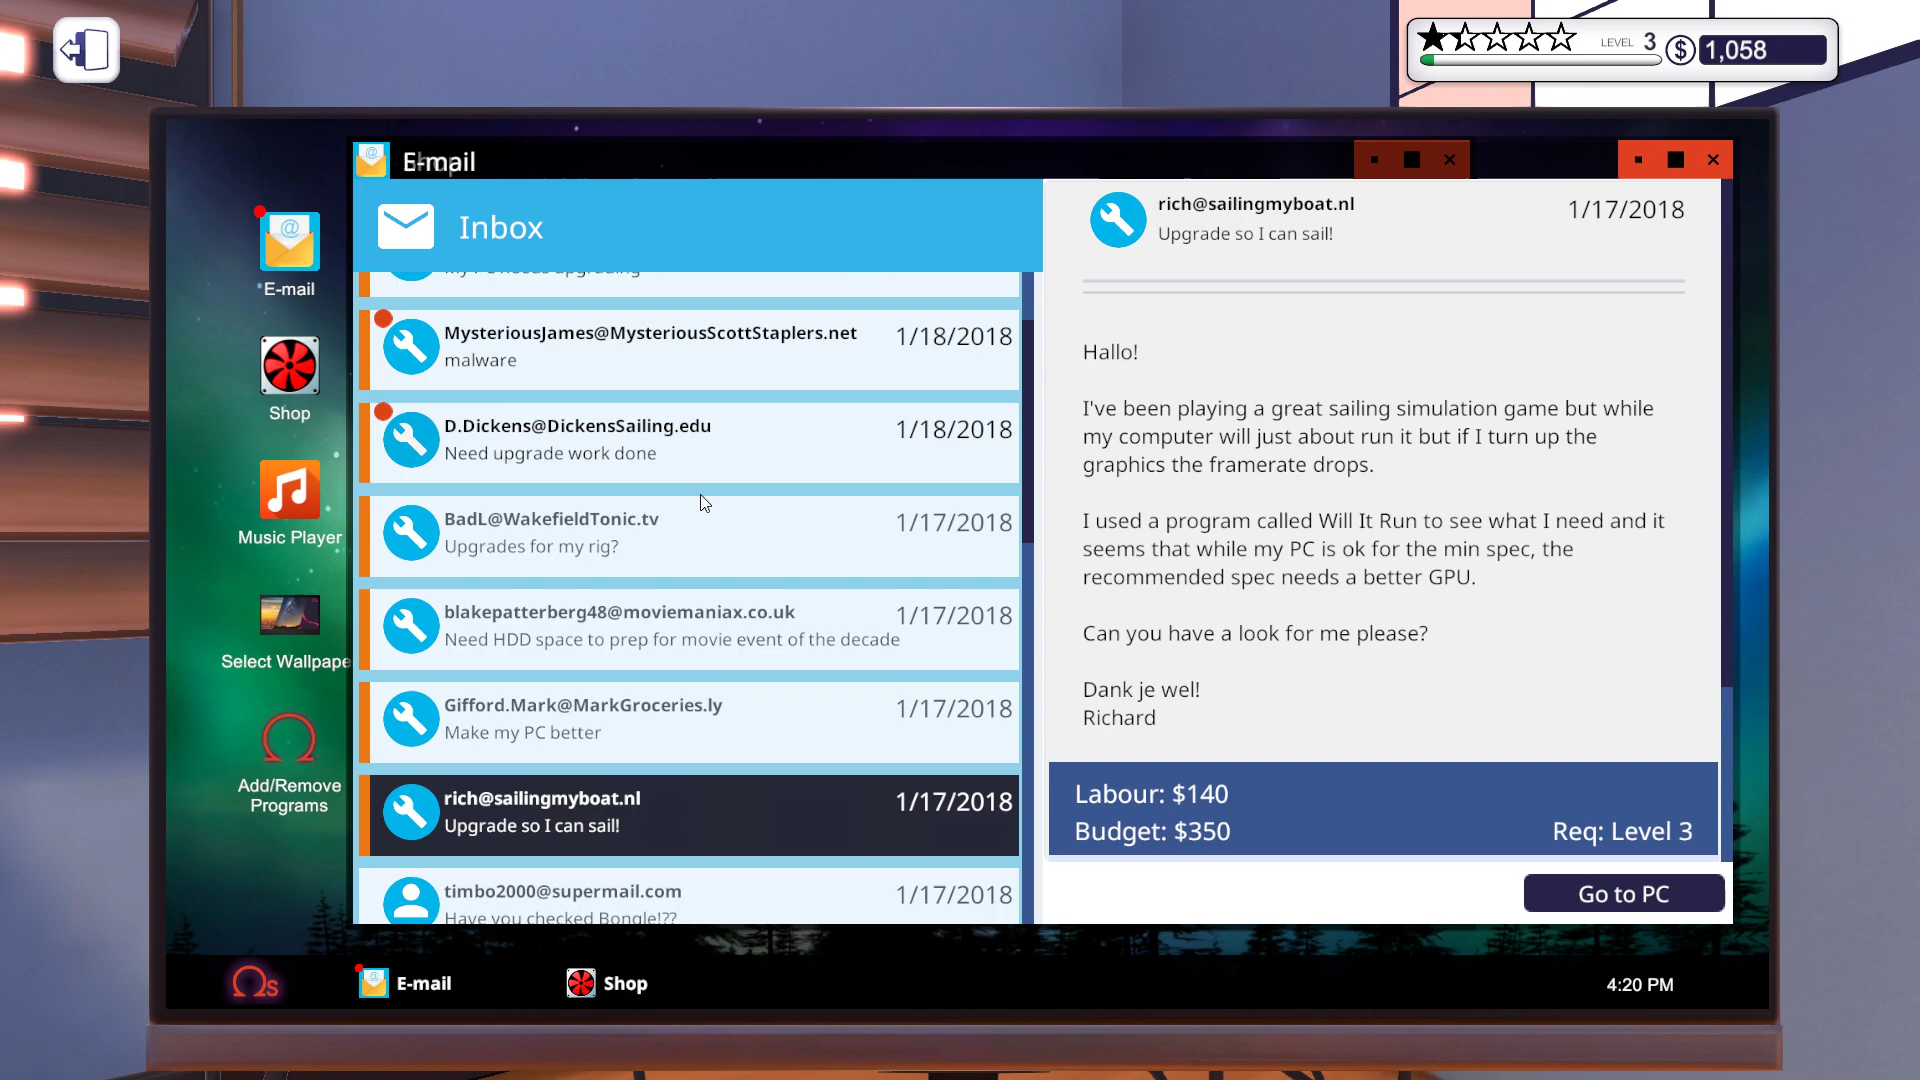 LEVEL 3
$ 1,058
E-mail
Inbox
rich@sailingmyboat.nl
1/17/2018
Upgrade so I can sail!
My PC needs upgrading
MysteriousJames@MysteriousScottStaplers.net
1/18/2018
malware
D.Dickens@DickensSailing.edu
1/18/2018
Need upgrade work done
BadL@WakefieldTonic.tv
1/17/2018
Upgrades for my rig?
blakepatterberg48@moviemaniax.co.uk
1/17/2018
Need HDD space to prep for movie event of the decade
Gifford.Mark@MarkGroceries.ly
1/17/2018
Make my PC better
rich@sailingmyboat.nl
1/17/2018
Upgrade so I can sail!
timbo2000@supermail.com
1/17/2018
Have you checked Bongle!??
Hallo!
I've been playing a great sailing simulation game but while
my computer will just about run it but if I turn up the
graphics the framerate drops.
I used a program called Will It Run to see what I need and it
seems that while my PC is ok for the min spec, the
recommended spec needs a better GPU.
Can you have a look for me please?
Dank je wel!
Richard
Labour: $140
Budget: $350
Req: Level 3
Go to PC
E-mail
Shop
Music Player
Select Wallpape
Add/Remove
Programs
Ωs
E-mail
Shop
4:20 PM